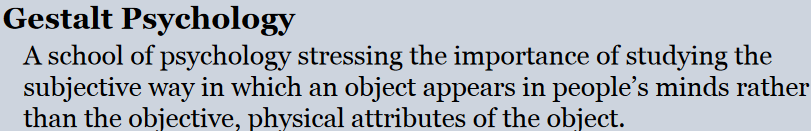 Gestalt Psychology
A school of psychology stressing the importance of studying the
subjective way in which an object appears in people’s minds rather
than the objective, physical attributes of the object.